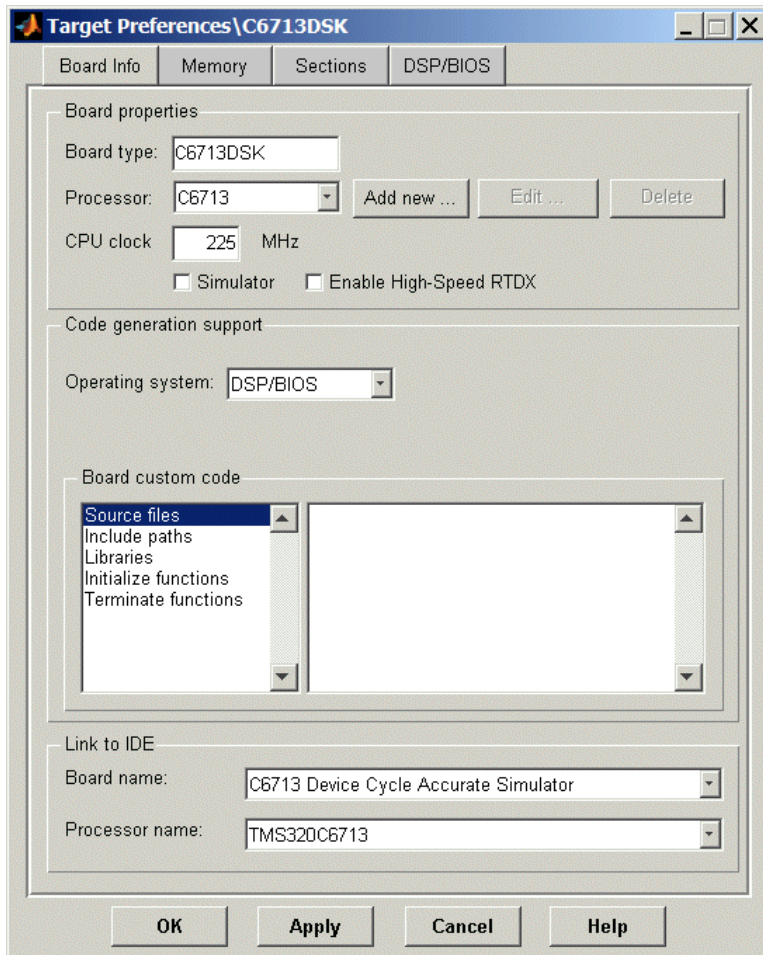 Target Preferences\C6713DSK
Board Info Memory Sections DSP/BIOS
Board properties
Board type: C6713DSK
Processor: C6713 Add new ... Edit ... Delete
CPU clock 225 MHz
Simulator Enable High-Speed RTDX
Code generation support
Operating system: DSP/BIOS
Board custom code
Source files
Include paths
Libraries
Initialize functions
Terminate functions
Link to IDE
Board name: C6713 Device Cycle Accurate Simulator
Processor name: TMS320C6713
OK Apply Cancel Help